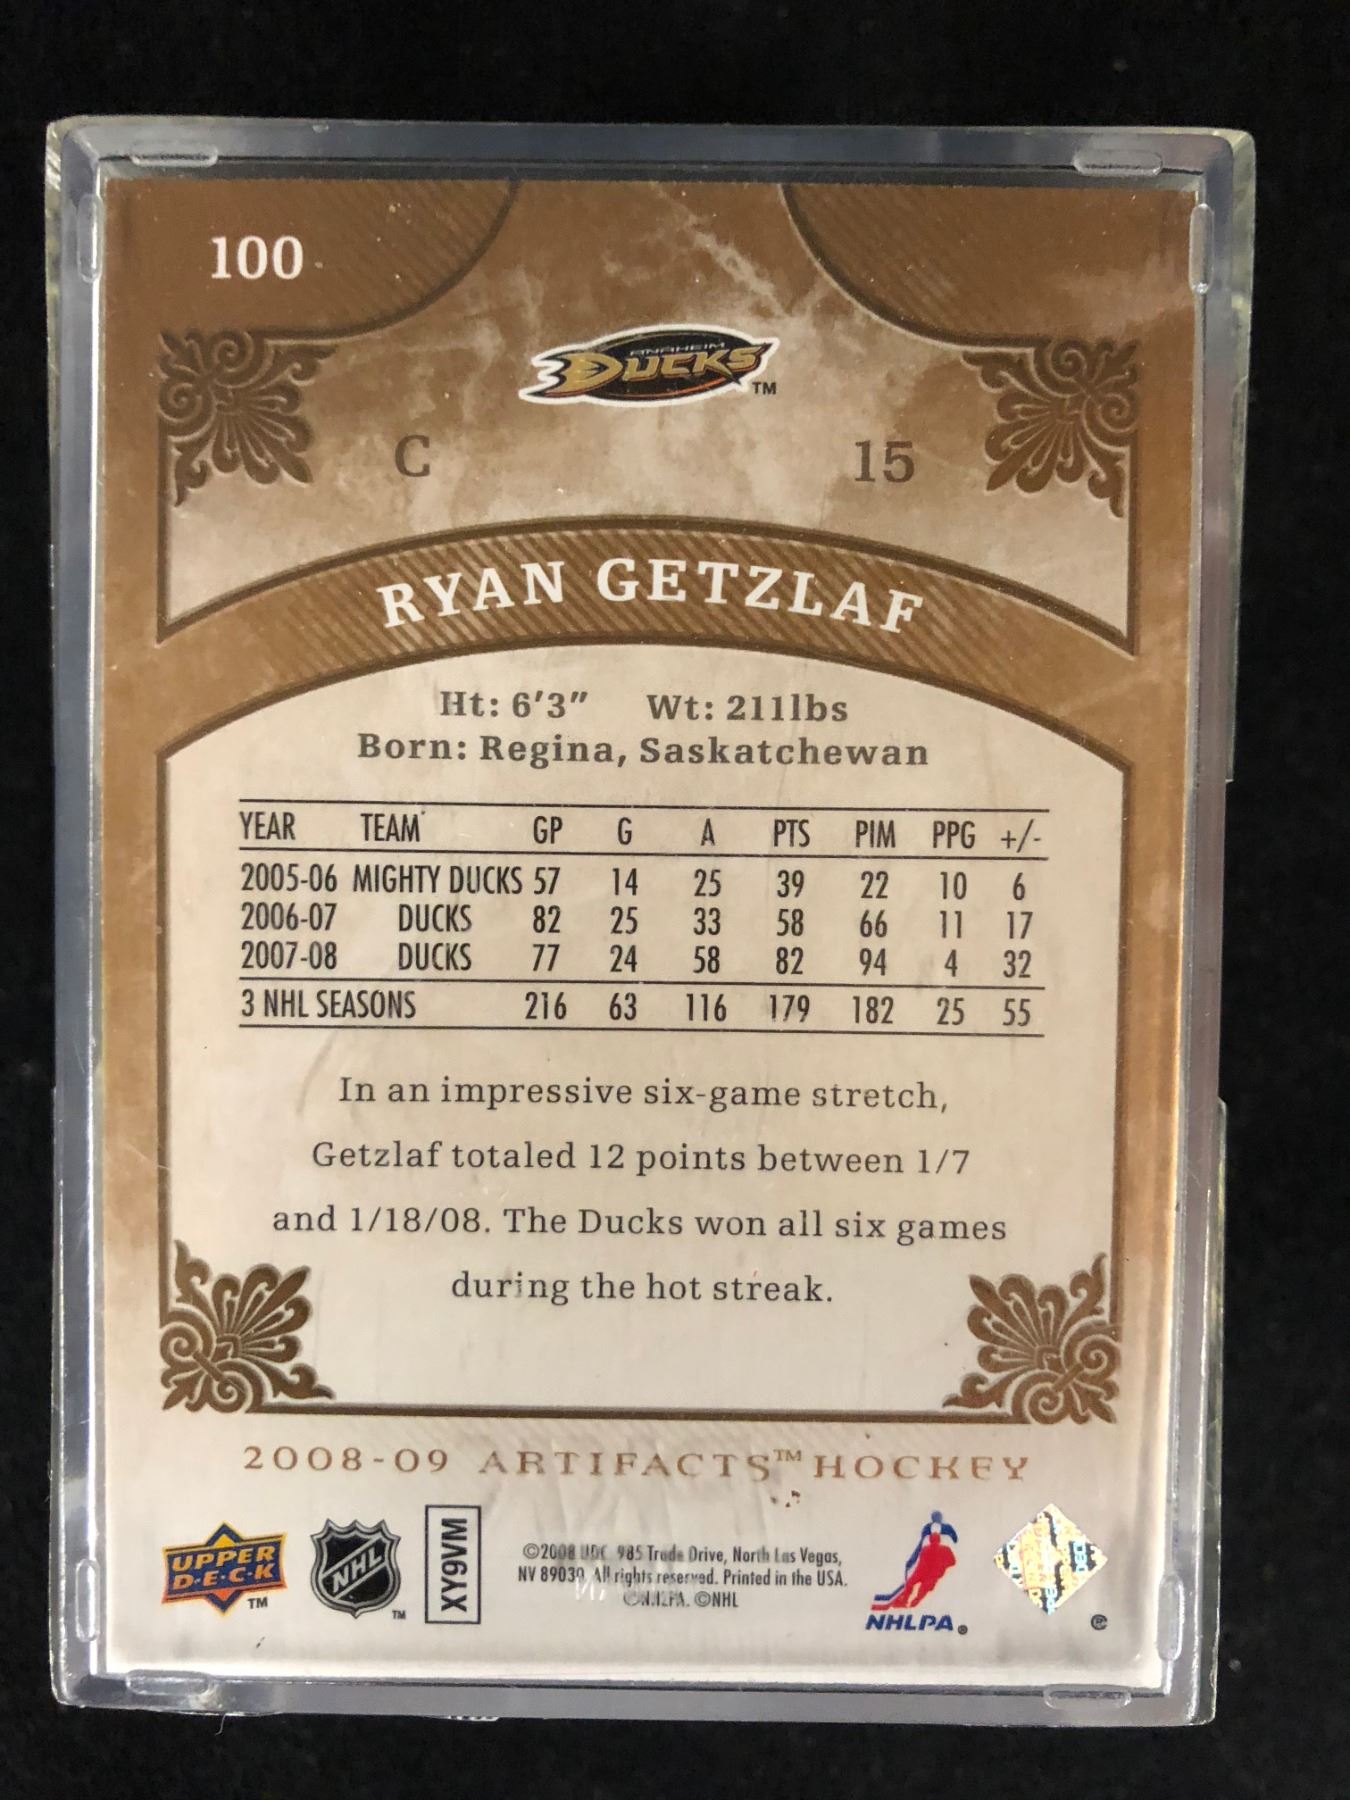 100
ANAHEIM
DUCKS TM
C 15
RYAN GETZLAF
Ht: 6'3" Wt: 211lbs
Born: Regina, Saskatchewan
YEAR TEAM GP G A PTS PIM PPG +/-
2005-06 MIGHTY DUCKS 57 14 25 39 22 10 6
2006-07 DUCKS 82 25 33 58 66 11 17
2007-08 DUCKS 77 24 58 82 94 4 32
3 NHL SEASONS 216 63 116 179 182 25 55
In an impressive six-game stretch,
Getzlaf totaled 12 points between 1/7
and 1/18/08. The Ducks won all six games
during the hot streak.
2008-09 ARTIFACTS™ HOCKEY
UPPER
D·E·C·K TM
NHL TM
XY9VM
©2008 UDC 985 Trade Drive, North Las Vegas,
NV 89030. All rights reserved. Printed in the USA.
©N.H.L.P.A. ©NHL
NHLPA®